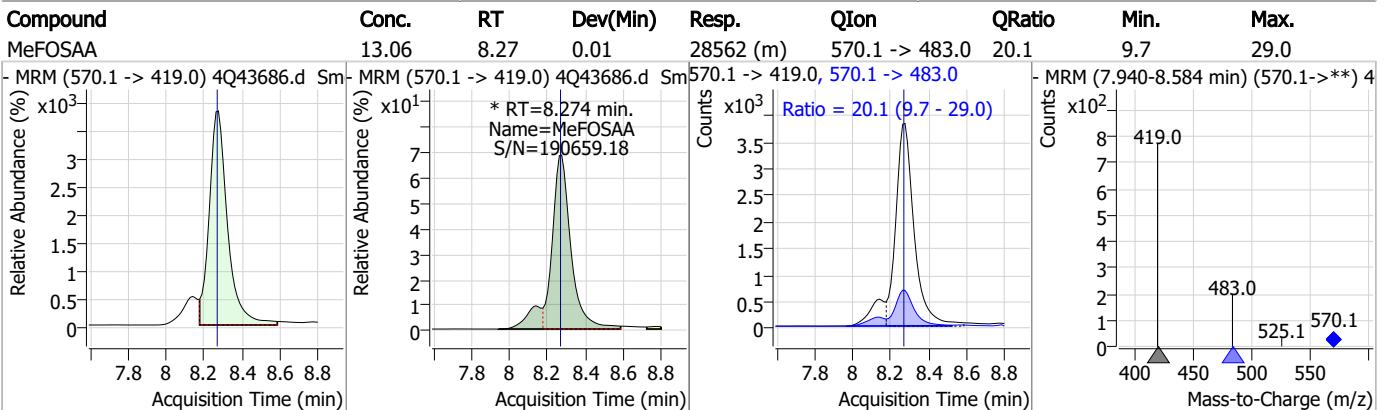 Compound Conc. RT Dev(Min) Resp. QIon QRatio Min. Max.
MeFOSAA 13.06 8.27 0.01 28562 (m) 570.1 -> 483.0 20.1 9.7 29.0
- MRM (570.1 -> 419.0) 4Q43686.d Sm
x10³
Relative Abundance (%)
3.5
3
2.5
2
1.5
1
0.5
0
7.8 8 8.2 8.4 8.6 8.8
Acquisition Time (min)
- MRM (570.1 -> 419.0) 4Q43686.d Sm
x10¹
* RT=8.274 min.
Name=MeFOSAA
S/N=190659.18
Relative Abundance (%)
7
6
5
4
3
2
1
0
7.8 8 8.2 8.4 8.6 8.8
Acquisition Time (min)
570.1 -> 419.0, 570.1 -> 483.0
x10³
Ratio = 20.1 (9.7 - 29.0)
Counts
3.5
3
2.5
2
1.5
1
0.5
0
7.8 8 8.2 8.4 8.6 8.8
Acquisition Time (min)
- MRM (7.940-8.584 min) (570.1->**) 4
x10²
Counts
8
7
6
5
4
3
2
1
0
419.0
483.0
525.1
570.1
400 450 500 550
Mass-to-Charge (m/z)